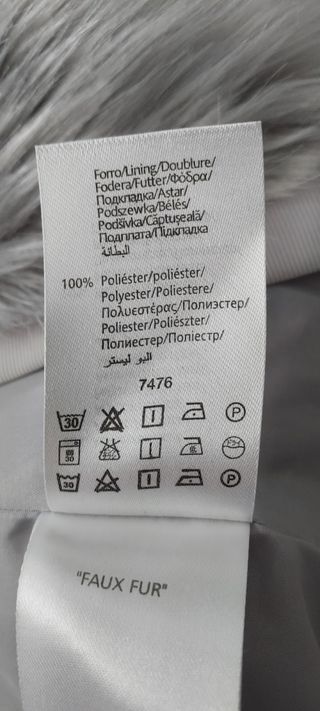 Forro/Lining/Doublure/
Fodera/Futter/Φόδρα/
Подкладка/Astar/
Podszewka/Bélés/
Podšívka/Căptuşeală/
Подплата/Підкладка
البطانة
100% Poliéster/poliéster/
Polyester/Poliestere/
Πολυεστέρας/Полиэстер/
Poliester/Poliészter/
Полиестер/Поліестр/
البو ليستر
7476
30 P
30
30 P
"FAUX FUR"